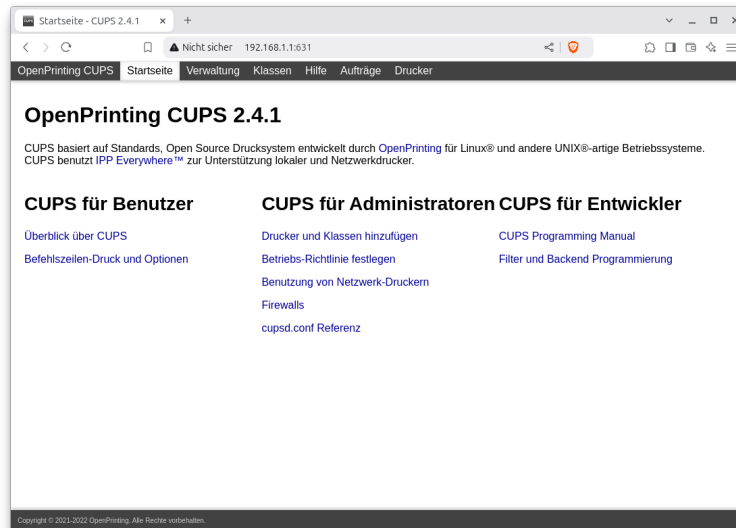 Startseite - CUPS 2.4.1
Nicht sicher 192.168.1.1:631
OpenPrinting CUPS Startseite Verwaltung Klassen Hilfe Aufträge Drucker
OpenPrinting CUPS 2.4.1
CUPS basiert auf Standards, Open Source Drucksystem entwickelt durch OpenPrinting für Linux® und andere UNIX®-artige Betriebssysteme.
CUPS benutzt IPP Everywhere™ zur Unterstützung lokaler und Netzwerkdrucker.
CUPS für Benutzer
Überblick über CUPS
Befehlszeilen-Druck und Optionen
CUPS für Administratoren
Drucker und Klassen hinzufügen
Betriebs-Richtlinie festlegen
Benutzung von Netzwerk-Druckern
Firewalls
cupsd.conf Referenz
CUPS für Entwickler
CUPS Programming Manual
Filter und Backend Programmierung
Copyright © 2021-2022 OpenPrinting. Alle Rechte vorbehalten.